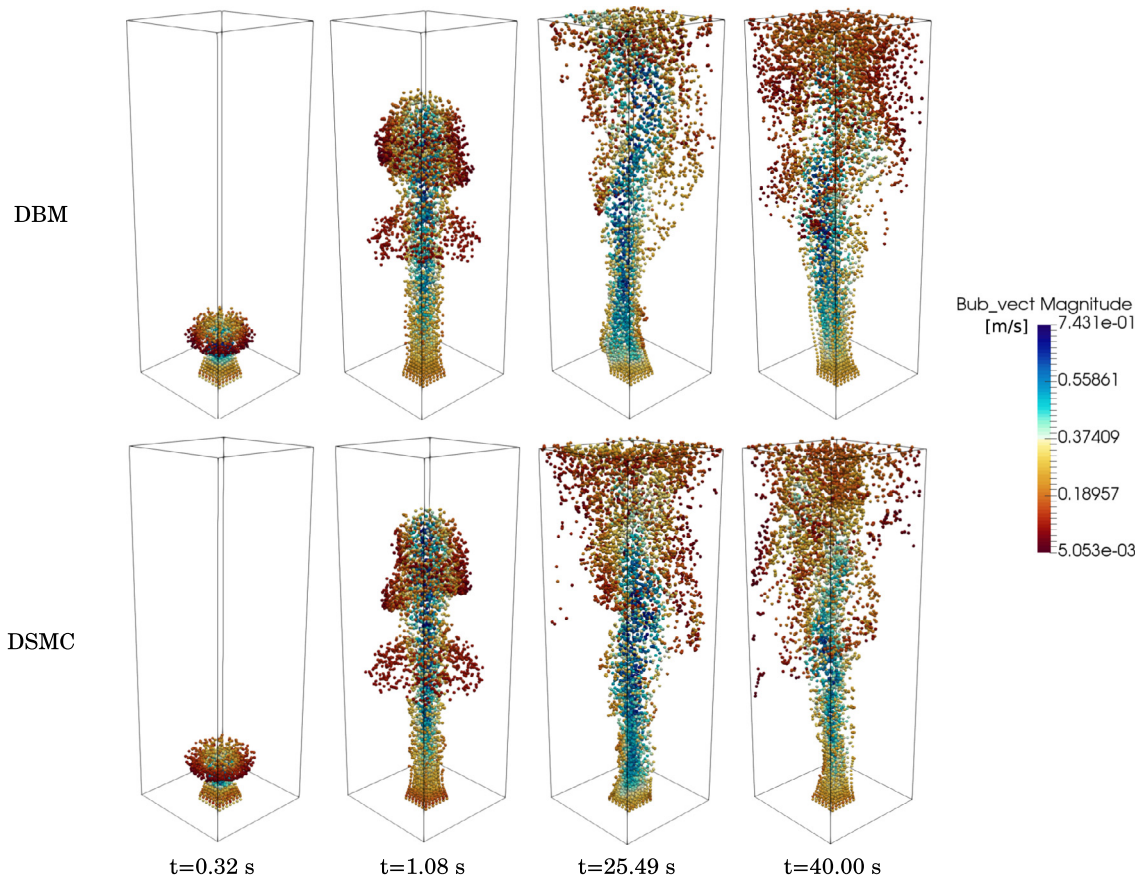 DBM
Bub_vect Magnitude
[m/s]
7.431e-01
0.55861
0.37409
0.18957
5.053e-03
DSMC
t=0.32 s
t=1.08 s
t=25.49 s
t=40.00 s